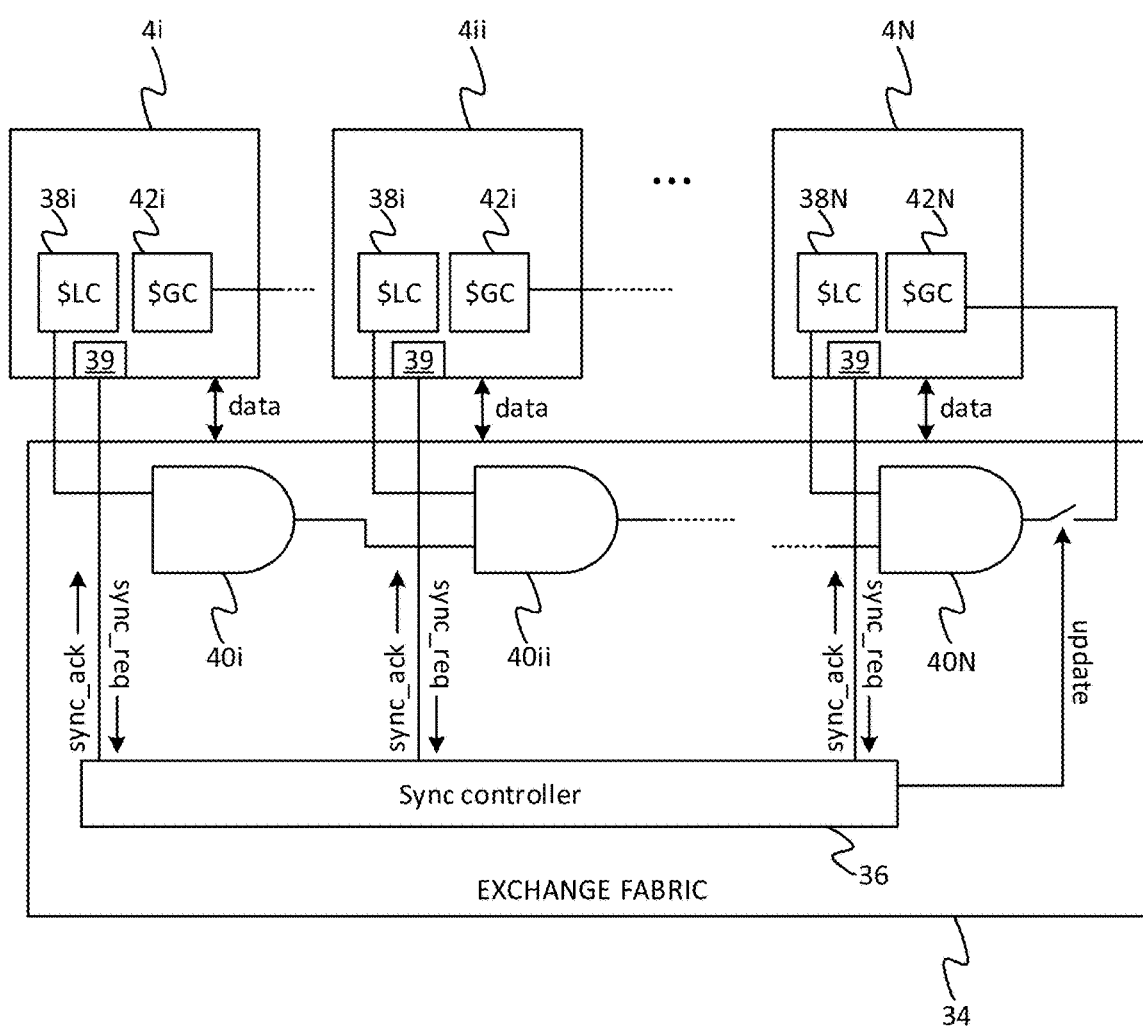 4i
4ii
4N
...
38i
42i
38i
42i
38N
42N
$LC
$GC
$LC
$GC
$LC
$GC
39
39
39
data
data
data
sync_ack
sync_req
sync_ack
sync_req
sync_ack
sync_req
update
40i
40ii
40N
Sync controller
36
EXCHANGE FABRIC
34